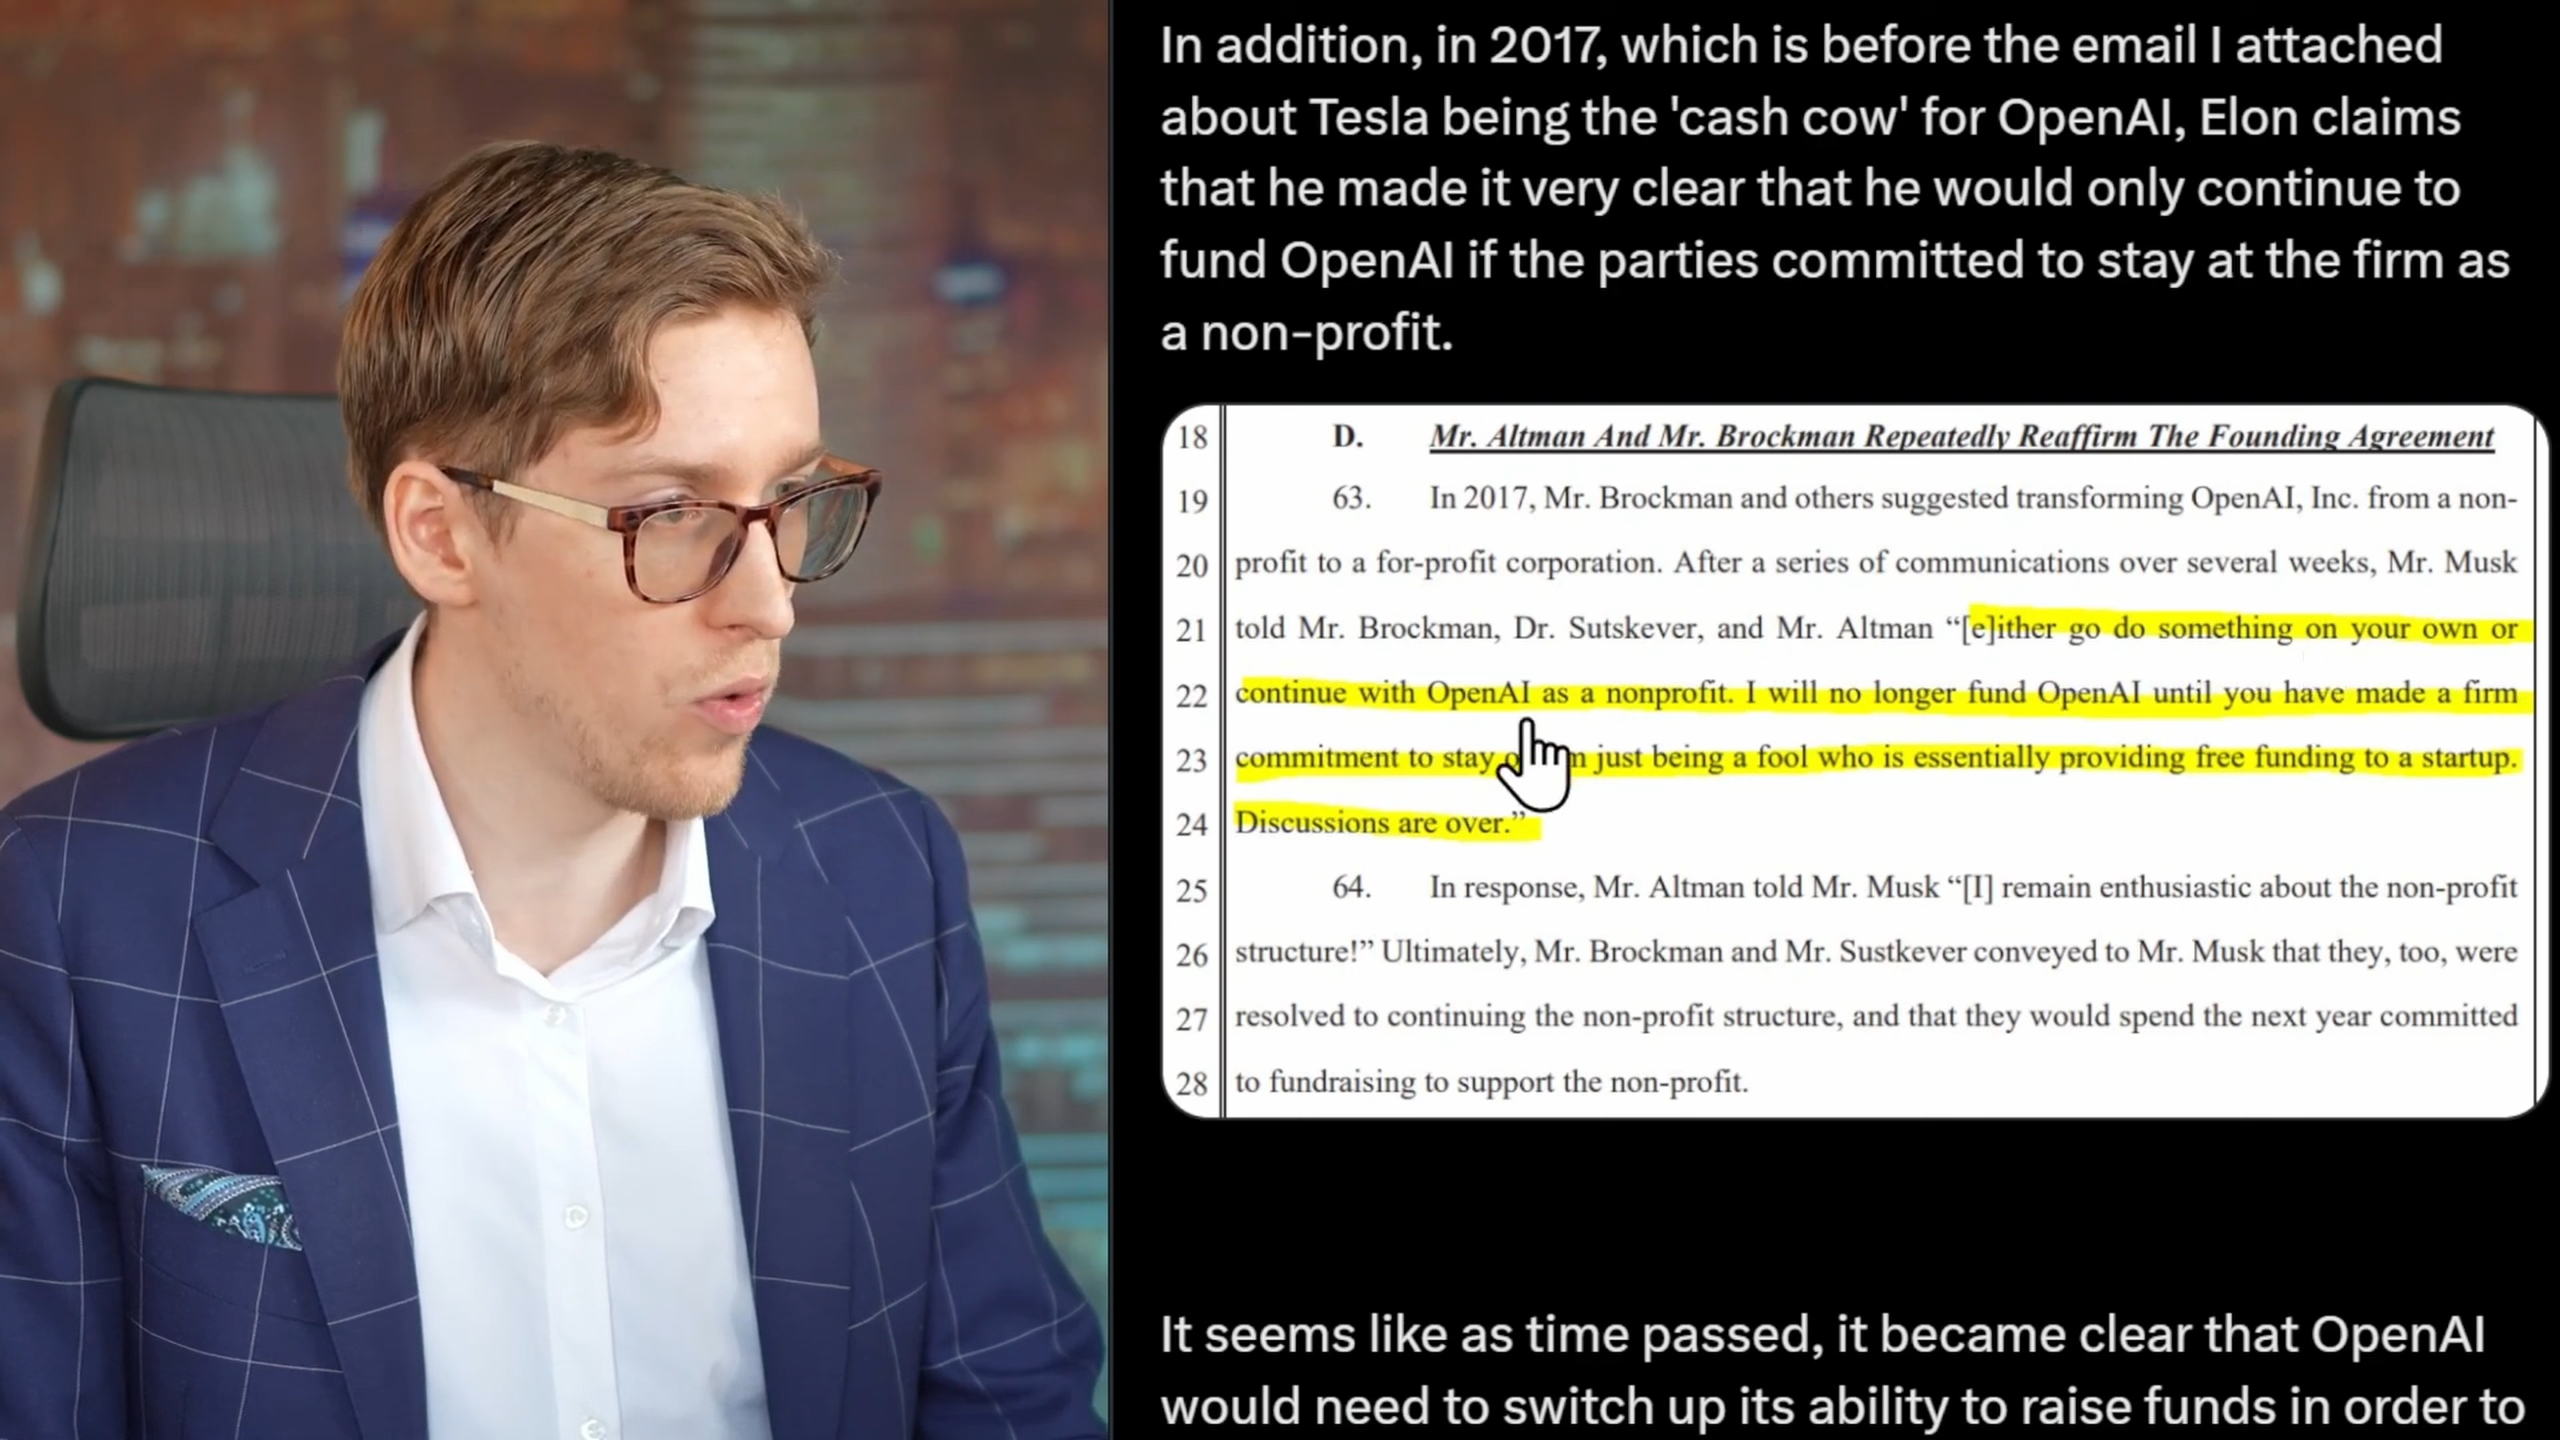 In addition, in 2017, which is before the email I attached
about Tesla being the 'cash cow' for OpenAI, Elon claims
that he made it very clear that he would only continue to
fund OpenAI if the parties committed to stay at the firm as
a non-profit.
18 D. Mr. Altman And Mr. Brockman Repeatedly Reaffirm The Founding Agreement
19 63. In 2017, Mr. Brockman and others suggested transforming OpenAI, Inc. from a non-
20 profit to a for-profit corporation. After a series of communications over several weeks, Mr. Musk
21 told Mr. Brockman, Dr. Sutskever, and Mr. Altman “[e]ither go do something on your own or
22 continue with OpenAI as a nonprofit. I will no longer fund OpenAI until you have made a firm
23 commitment to stay just being a fool who is essentially providing free funding to a startup.
24 Discussions are over.”
25 64. In response, Mr. Altman told Mr. Musk “[I] remain enthusiastic about the non-profit
26 structure!” Ultimately, Mr. Brockman and Mr. Sustkever conveyed to Mr. Musk that they, too, were
27 resolved to continuing the non-profit structure, and that they would spend the next year committed
28 to fundraising to support the non-profit.
It seems like as time passed, it became clear that OpenAI
would need to switch up its ability to raise funds in order to